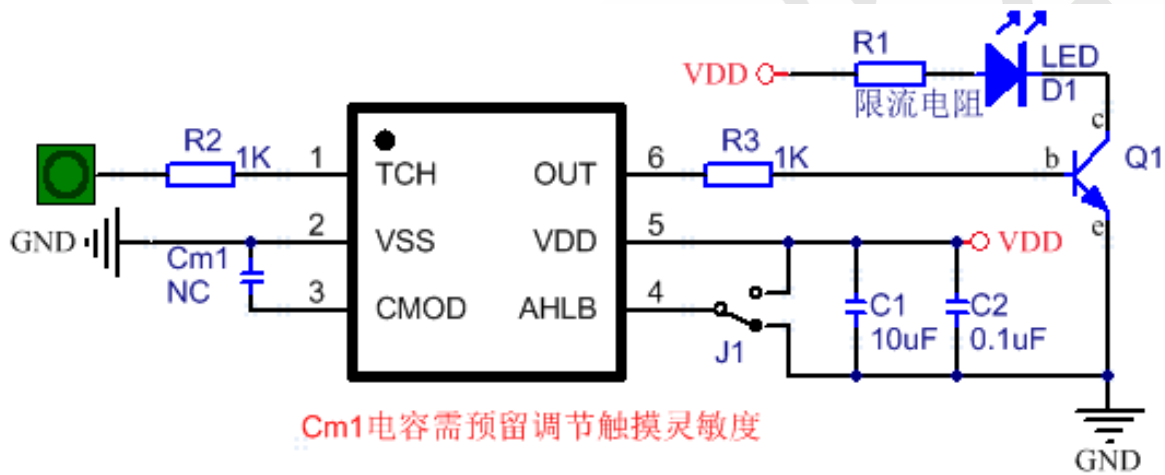 R1
LED
VDD
D1
限流电阻
c
R2
1K
1
TCH
OUT
6
R3
1K
b
Q1
GND
2
VSS
VDD
5
e
VDD
Cm1
NC
3
CMOD
AHLB
4
J1
C1
10uF
C2
0.1uF
Cm1电容需预留调节触摸灵敏度
GND